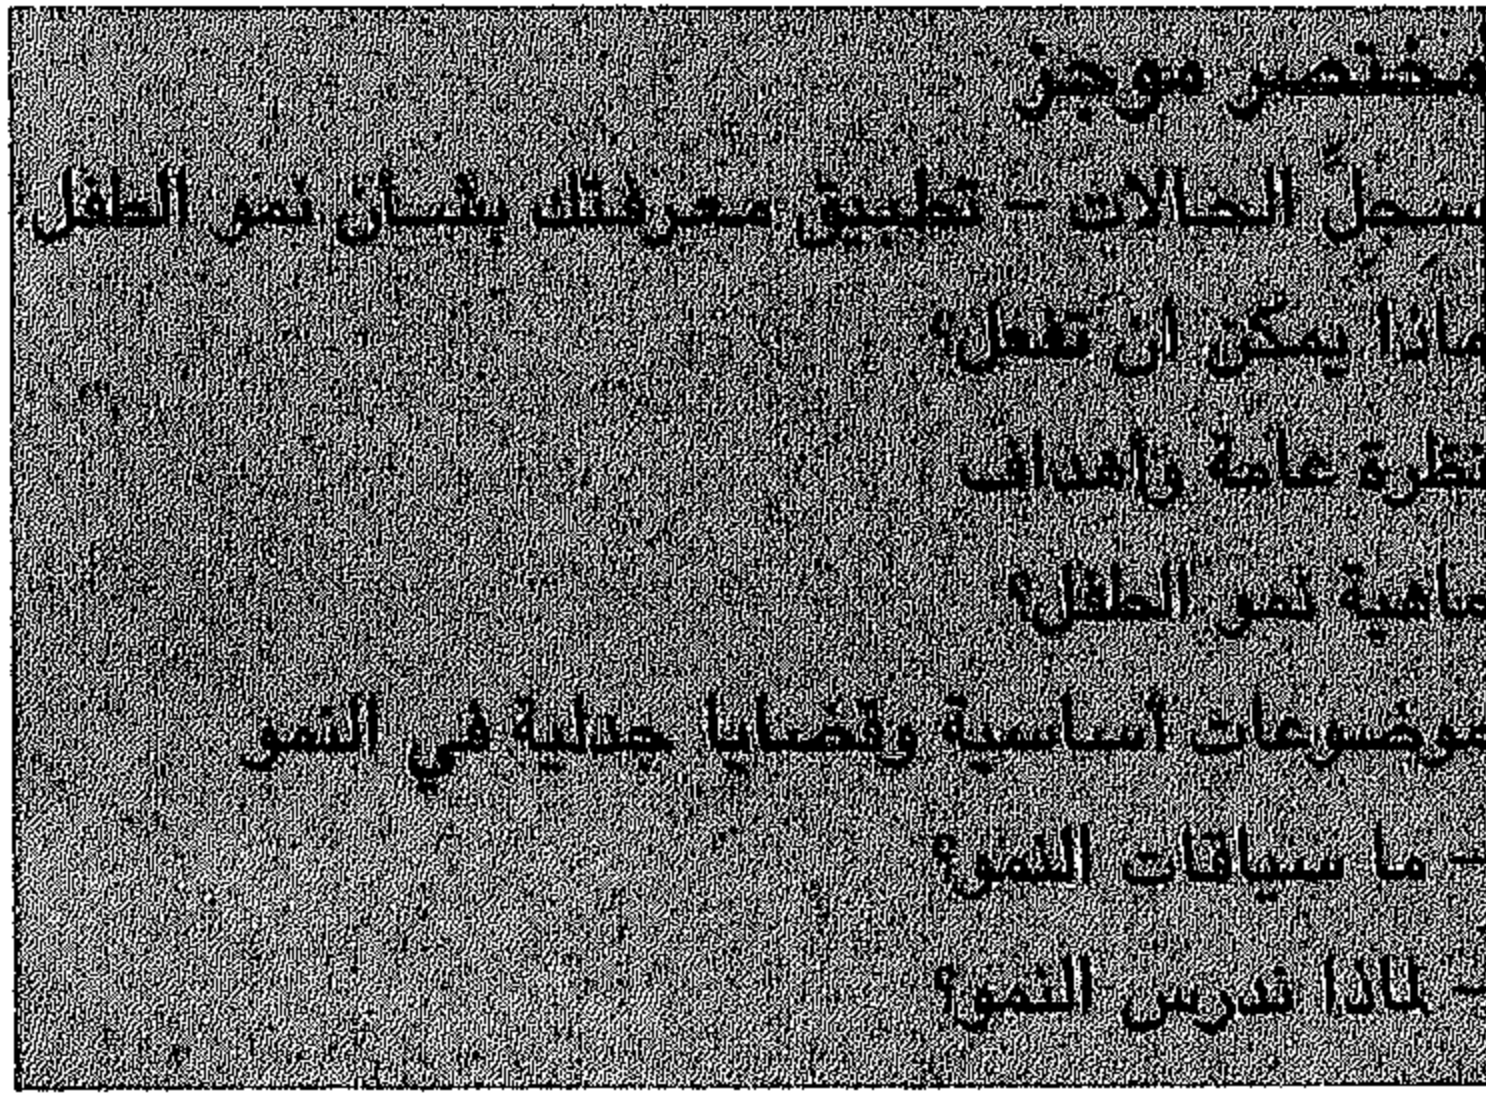 مختصر موجز
سجلّ الحالات - تطبيق معرفتك بشأن نمو الطفل
ماذا يمكن أن تفعل؟
نظرة عامة وأهداف
ماهية نمو الطفل؟
موضوعات أساسية وقضايا جدلية في النمو
- ما سياقات النمو؟
- لماذا ندرس النمو؟